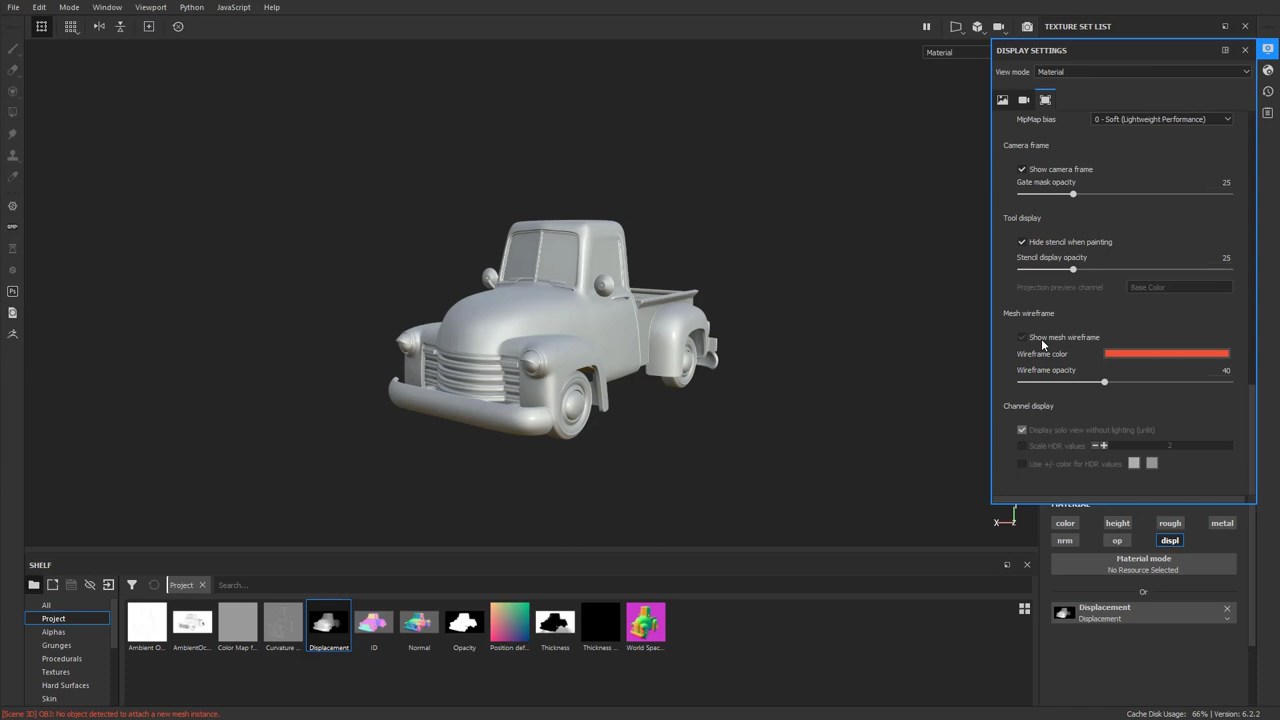 File Edit Mode Window Viewport Python JavaScript Help
TEXTURE SET LIST
Material
DISPLAY SETTINGS
View mode Material
MipMap bias 0 - Soft (Lightweight Performance)
Camera frame
Show camera frame
Gate mask opacity 25
Tool display
Hide stencil when painting
Stencil display opacity 25
Projection preview channel Base Color
Mesh wireframe
Show mesh wireframe
Wireframe color
Wireframe opacity 40
Channel display
Display solo view without lighting (unlit)
Scale HDR values 2
Use +/- color for HDR values
X Z
MATERIAL
color height rough metal
nrm op displ
Material mode
No Resource Selected
Or
Displacement
Displacement
SHELF
Project Search...
All
Project
Alphas
Grunges
Procedurals
Textures
Hard Surfaces
Skin
Ambient O... AmbientOc... Color Map f... Curvature ... Displacement ID Normal Opacity Position def... Thickness Thickness ... World Spac...
Ps
[Scene 3D] OBJ: No object detected to attach a new mesh instance.
Cache Disk Usage: 66% | Version: 6.2.2